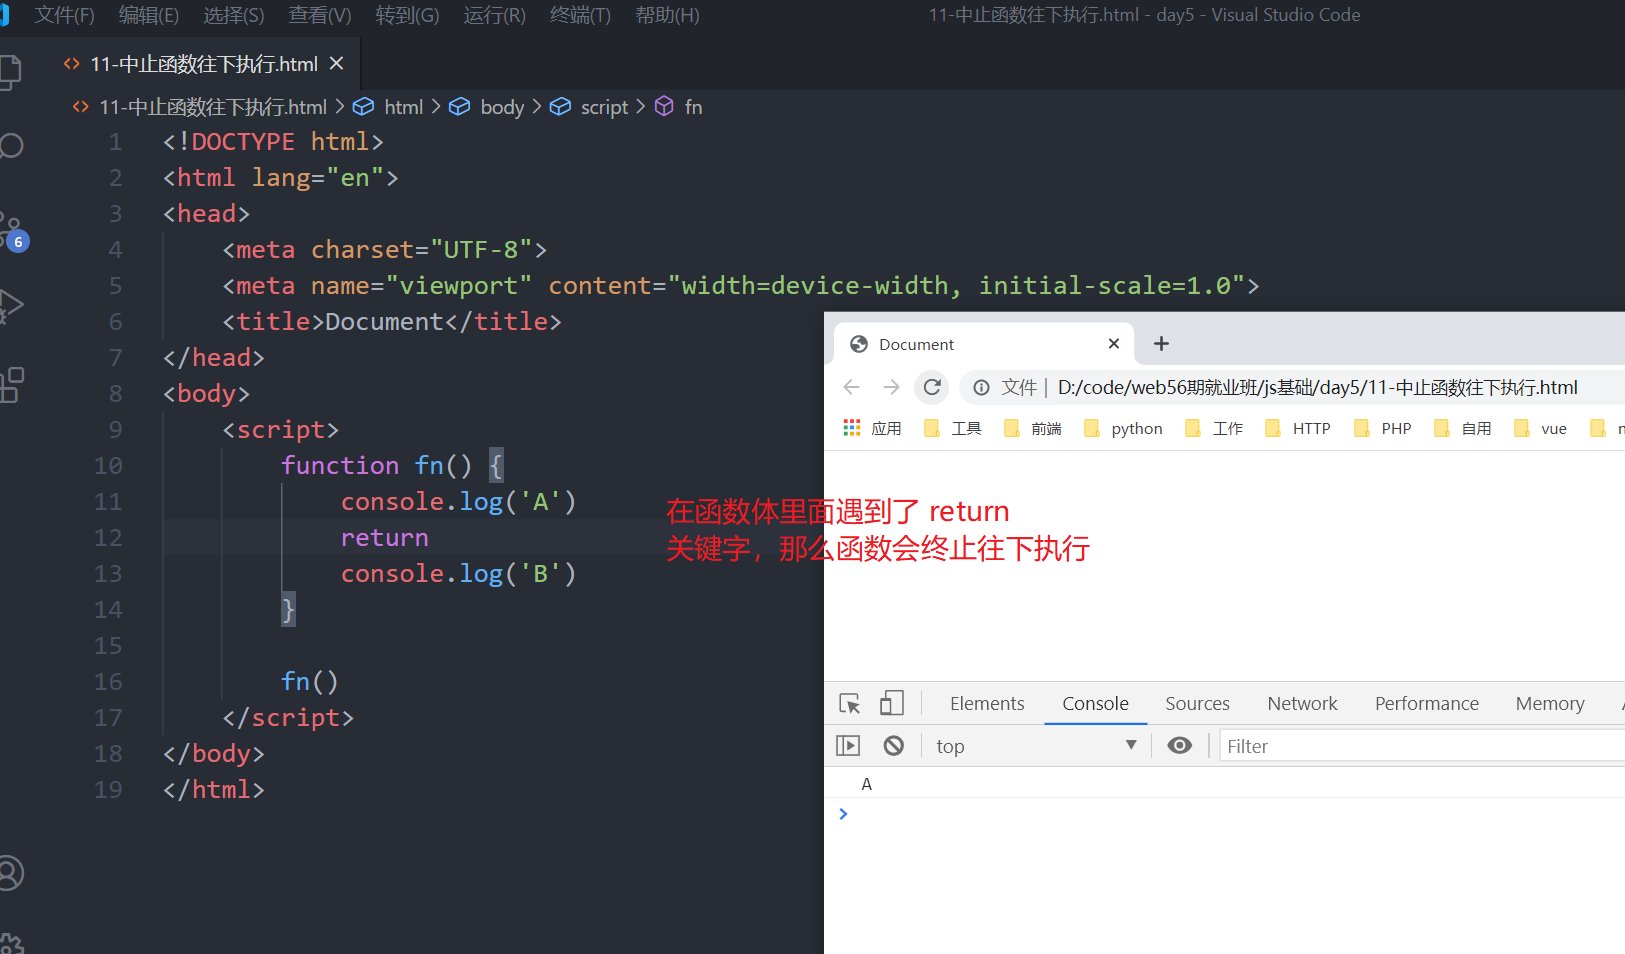 文件(F) 编辑(E) 选择(S) 查看(V) 转到(G) 运行(R) 终端(T) 帮助(H) 11-中止函数往下执行.html - day5 - Visual Studio Code
<> 11-中止函数往下执行.html ×
<> 11-中止函数往下执行.html > html > body > script > fn
1 <!DOCTYPE html>
2 <html lang="en">
3 <head>
4 <meta charset="UTF-8">
5 <meta name="viewport" content="width=device-width, initial-scale=1.0">
6 <title>Document</title>
7 </head>
8 <body>
9 <script>
10 function fn() {
11 console.log('A')
12 return
13 console.log('B')
14 }
15
16 fn()
17 </script>
18 </body>
19 </html>
6
在函数体里面遇到了 return
关键字，那么函数会终止往下执行
Document × +
文件 | D:/code/web56期就业班/js基础/day5/11-中止函数往下执行.html
应用 工具 前端 python 工作 HTTP PHP 自用 vue
Elements Console Sources Network Performance Memory
top ▼ Filter
A
>